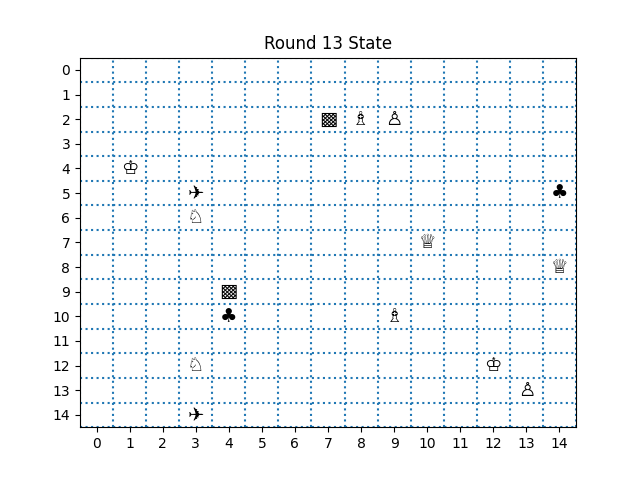 Round 13 State
0
1
2 ▩ ♗ ♙
3
4 ♔
5 ✈ ♣
6 ♘
7 ♕
8 ♕
9 ▩
10 ♣ ♗
11
12 ♘ ♔
13 ♙
14 ✈
0 1 2 3 4 5 6 7 8 9 10 11 12 13 14